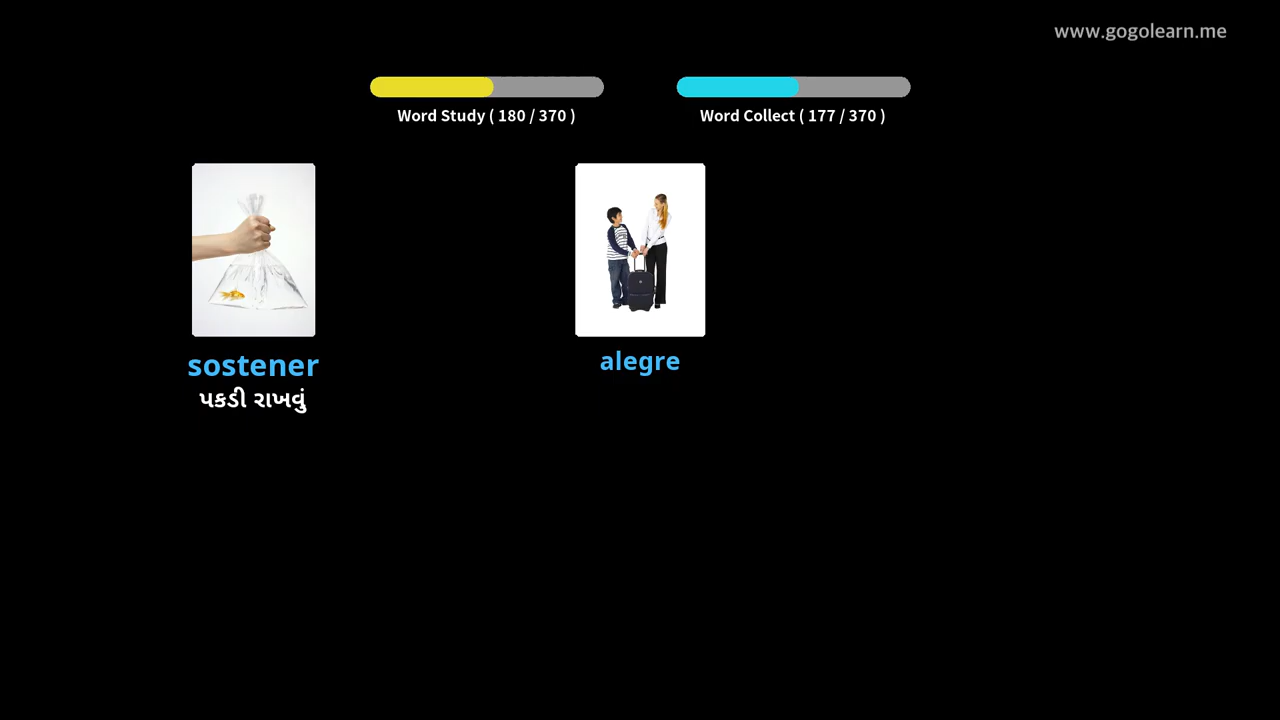 www.gogolearn.me
Word Study ( 180 / 370 )
Word Collect ( 177 / 370 )
sostener
પકડી રાખવું
alegre